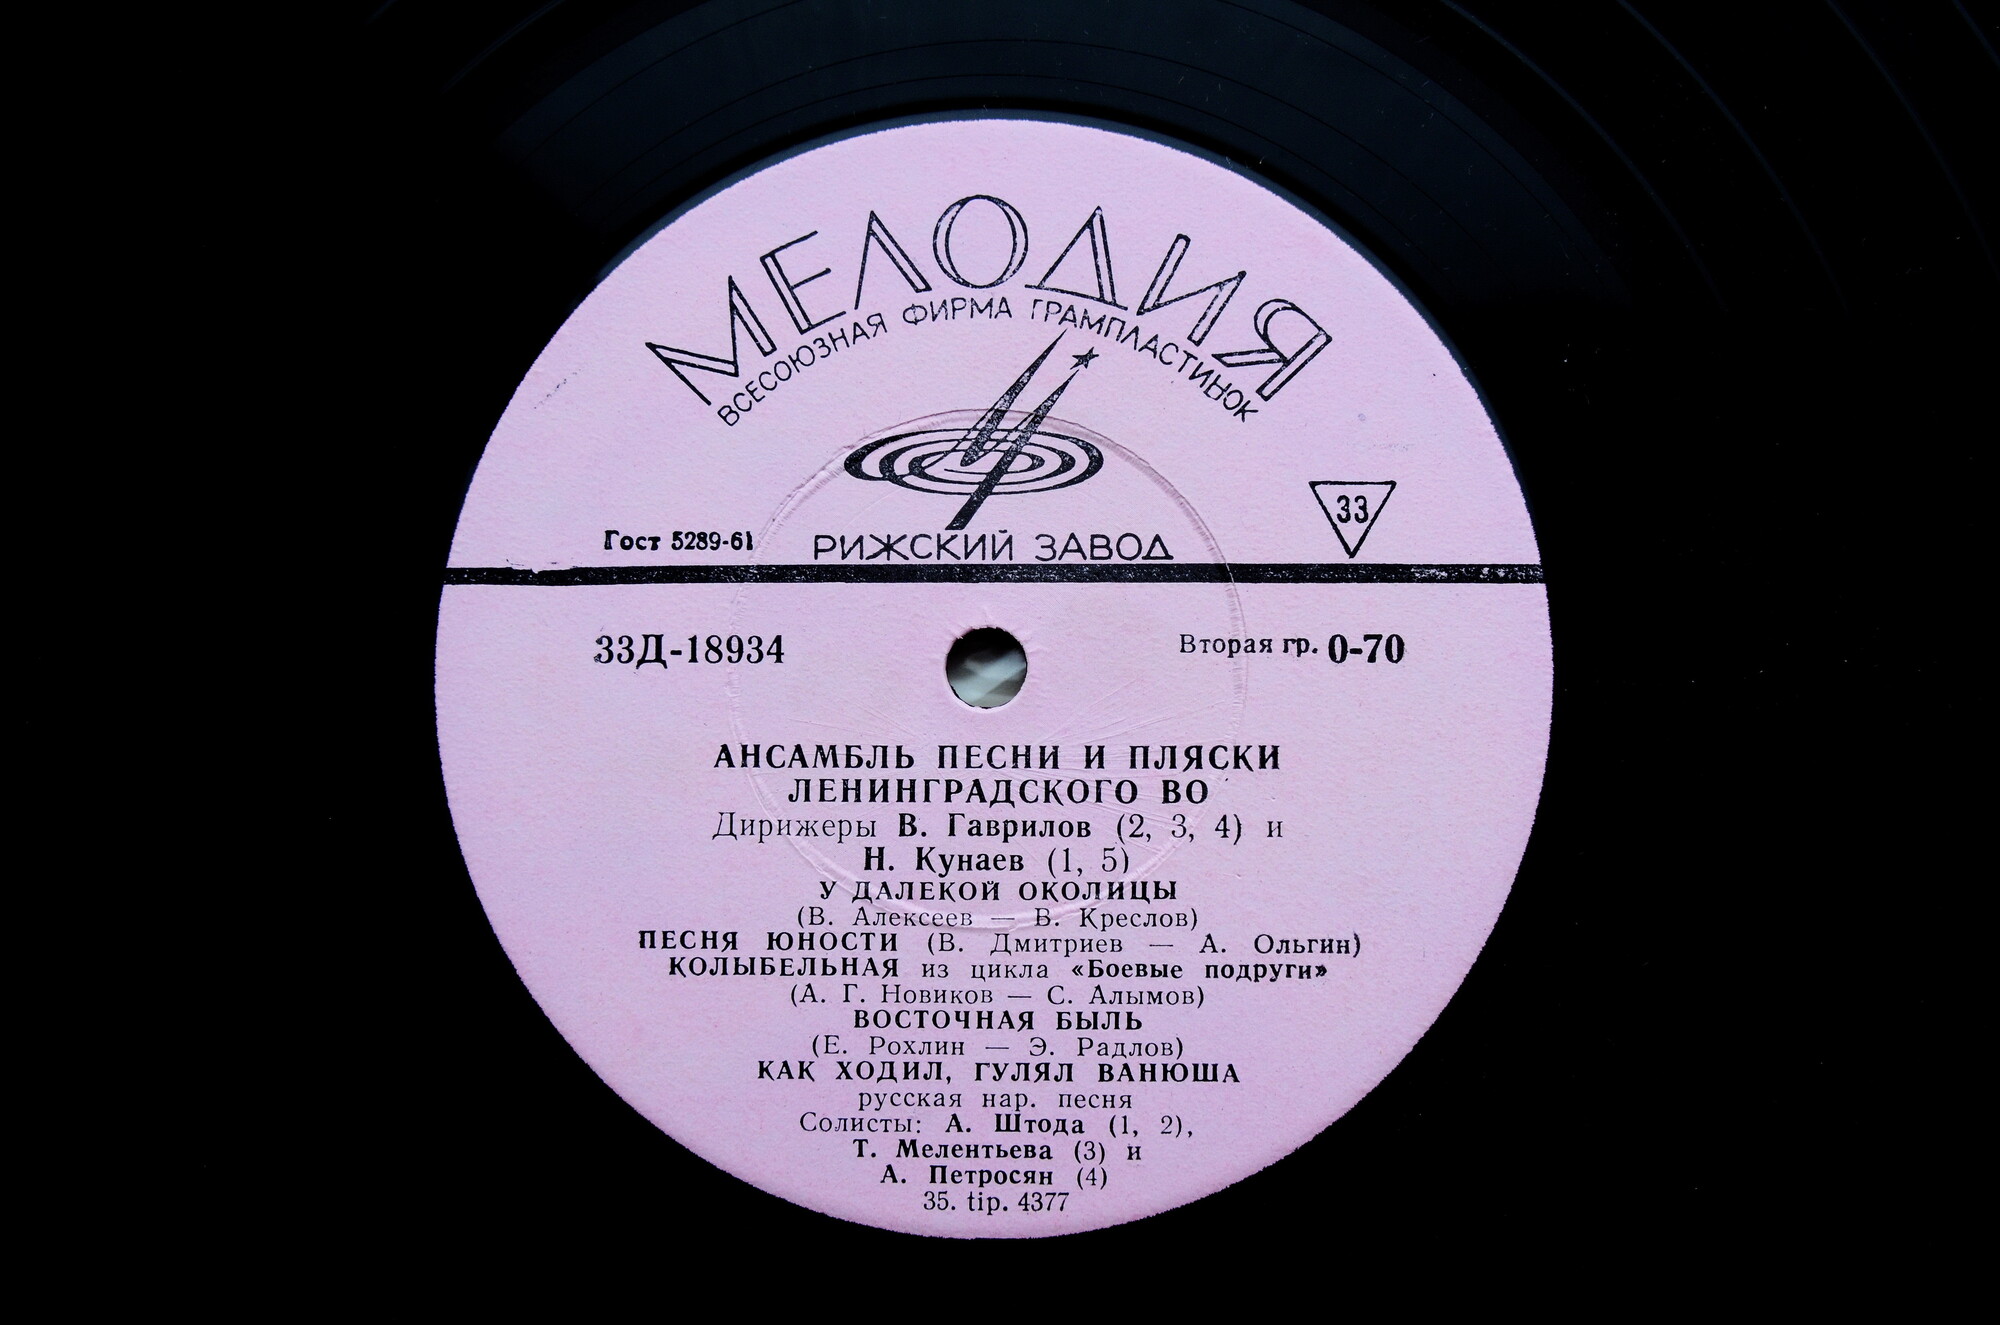 МЕЛОДИЯ
ВСЕСОЮЗНАЯ ФИРМА ГРАМПЛАСТИНОК
33
Гост 5289-61
РИЖСКИЙ ЗАВОД
33Д-18934
Вторая гр. 0-70
АНСАМБЛЬ ПЕСНИ И ПЛЯСКИ
ЛЕНИНГРАДСКОГО ВО
Дирижеры В. Гаврилов (2, 3, 4) и
Н. Кунаев (1, 5)
У ДАЛЕКОЙ ОКОЛИЦЫ
(В. Алексеев — В. Креслов)
ПЕСНЯ ЮНОСТИ (В. Дмитриев — А. Ольгин)
КОЛЫБЕЛЬНАЯ из цикла «Боевые подруги»
(А. Г. Новиков — С. Алымов)
ВОСТОЧНАЯ БЫЛЬ
(Е. Рохлин — Э. Радлов)
КАК ХОДИЛ, ГУЛЯЛ ВАНЮША
русская нар. песня
Солисты: А. Штода (1, 2),
Т. Мелентьева (3) и
А. Петросян (4)
35. tip. 4377